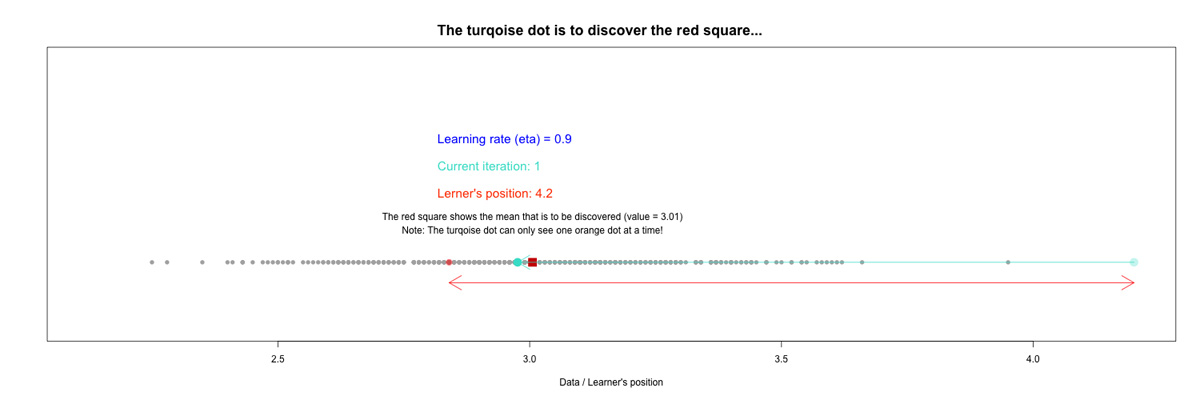 The turqoise dot is to discover the red square...
Learning rate (eta) = 0.9
Current iteration: 1
Lerner's position: 4.2
The red square shows the mean that is to be discovered (value = 3.01)
Note: The turqoise dot can only see one orange dot at a time!
2.5 3.0 3.5 4.0
Data / Learner's position